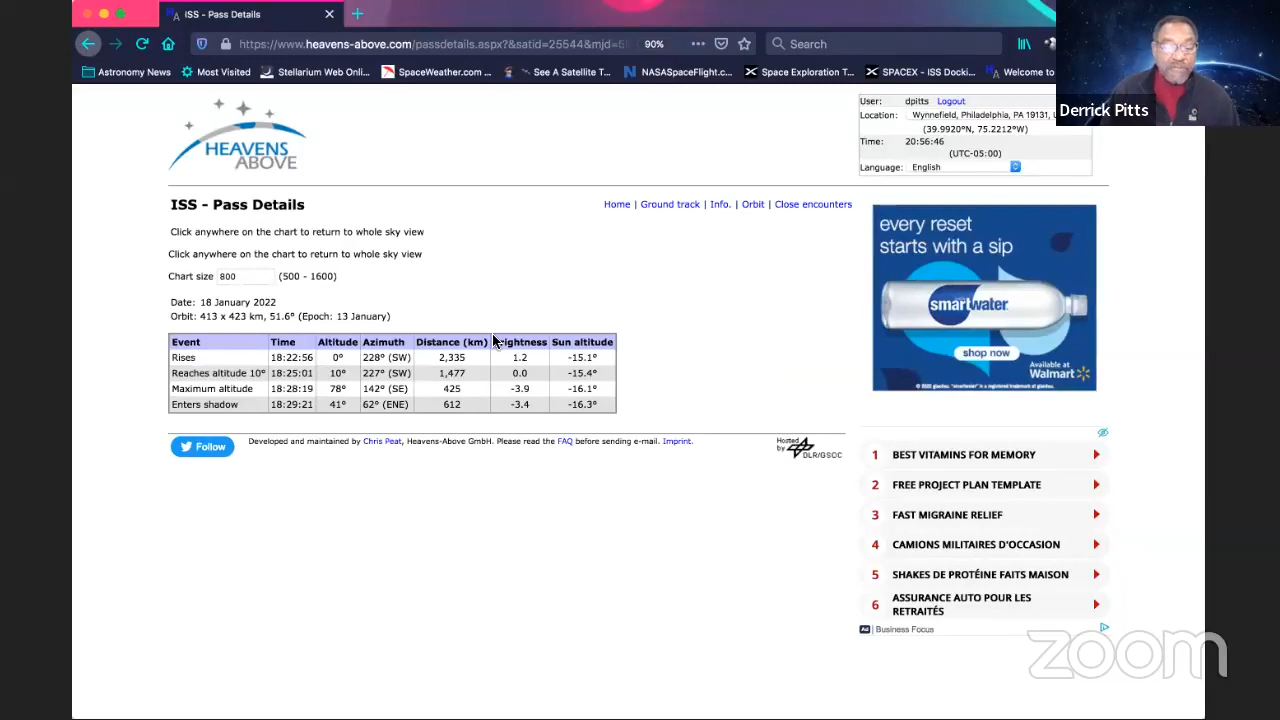 ISS - Pass Details
https://www.heavens-above.com/passdetails.aspx?&satid=25544&mjd=5
90%
Search
Astronomy News
Most Visited
Stellarium Web Onli...
SpaceWeather.com ...
See A Satellite T...
NASASpaceFlight.c...
Space Exploration T...
SPACEX - ISS Docki...
Welcome to
Derrick Pitts
HEAVENS
ABOVE
User: dpitts Logout
Location: Wynnefield, Philadelphia, PA 19131, U
(39.9920°N, 75.2212°W)
Time: 20:56:46
(UTC-05:00)
Language: English
ISS - Pass Details
Home | Ground track | Info. | Orbit | Close encounters
Click anywhere on the chart to return to whole sky view
Click anywhere on the chart to return to whole sky view
Chart size 800 (500 - 1600)
Date: 18 January 2022
Orbit: 413 x 423 km, 51.6° (Epoch: 13 January)
Event Time Altitude Azimuth Distance (km) rightness Sun altitude
Rises 18:22:56 0° 228° (SW) 2,335 1.2 -15.1°
Reaches altitude 10° 18:25:01 10° 227° (SW) 1,477 0.0 -15.4°
Maximum altitude 18:28:19 78° 142° (SE) 425 -3.9 -16.1°
Enters shadow 18:29:21 41° 62° (ENE) 612 -3.4 -16.3°
Follow
Developed and maintained by Chris Peat, Heavens-Above GmbH. Please read the FAQ before sending e-mail. Imprint.
Hosted
by
DLR/GSOC
every reset
starts with a sip
smartwater
shop now
Available at
Walmart
1 BEST VITAMINS FOR MEMORY
2 FREE PROJECT PLAN TEMPLATE
3 FAST MIGRAINE RELIEF
4 CAMIONS MILITAIRES D'OCCASION
5 SHAKES DE PROTÉINE FAITS MAISON
6 ASSURANCE AUTO POUR LES
RETRAITÉS
Ad | Business Focus
zoom